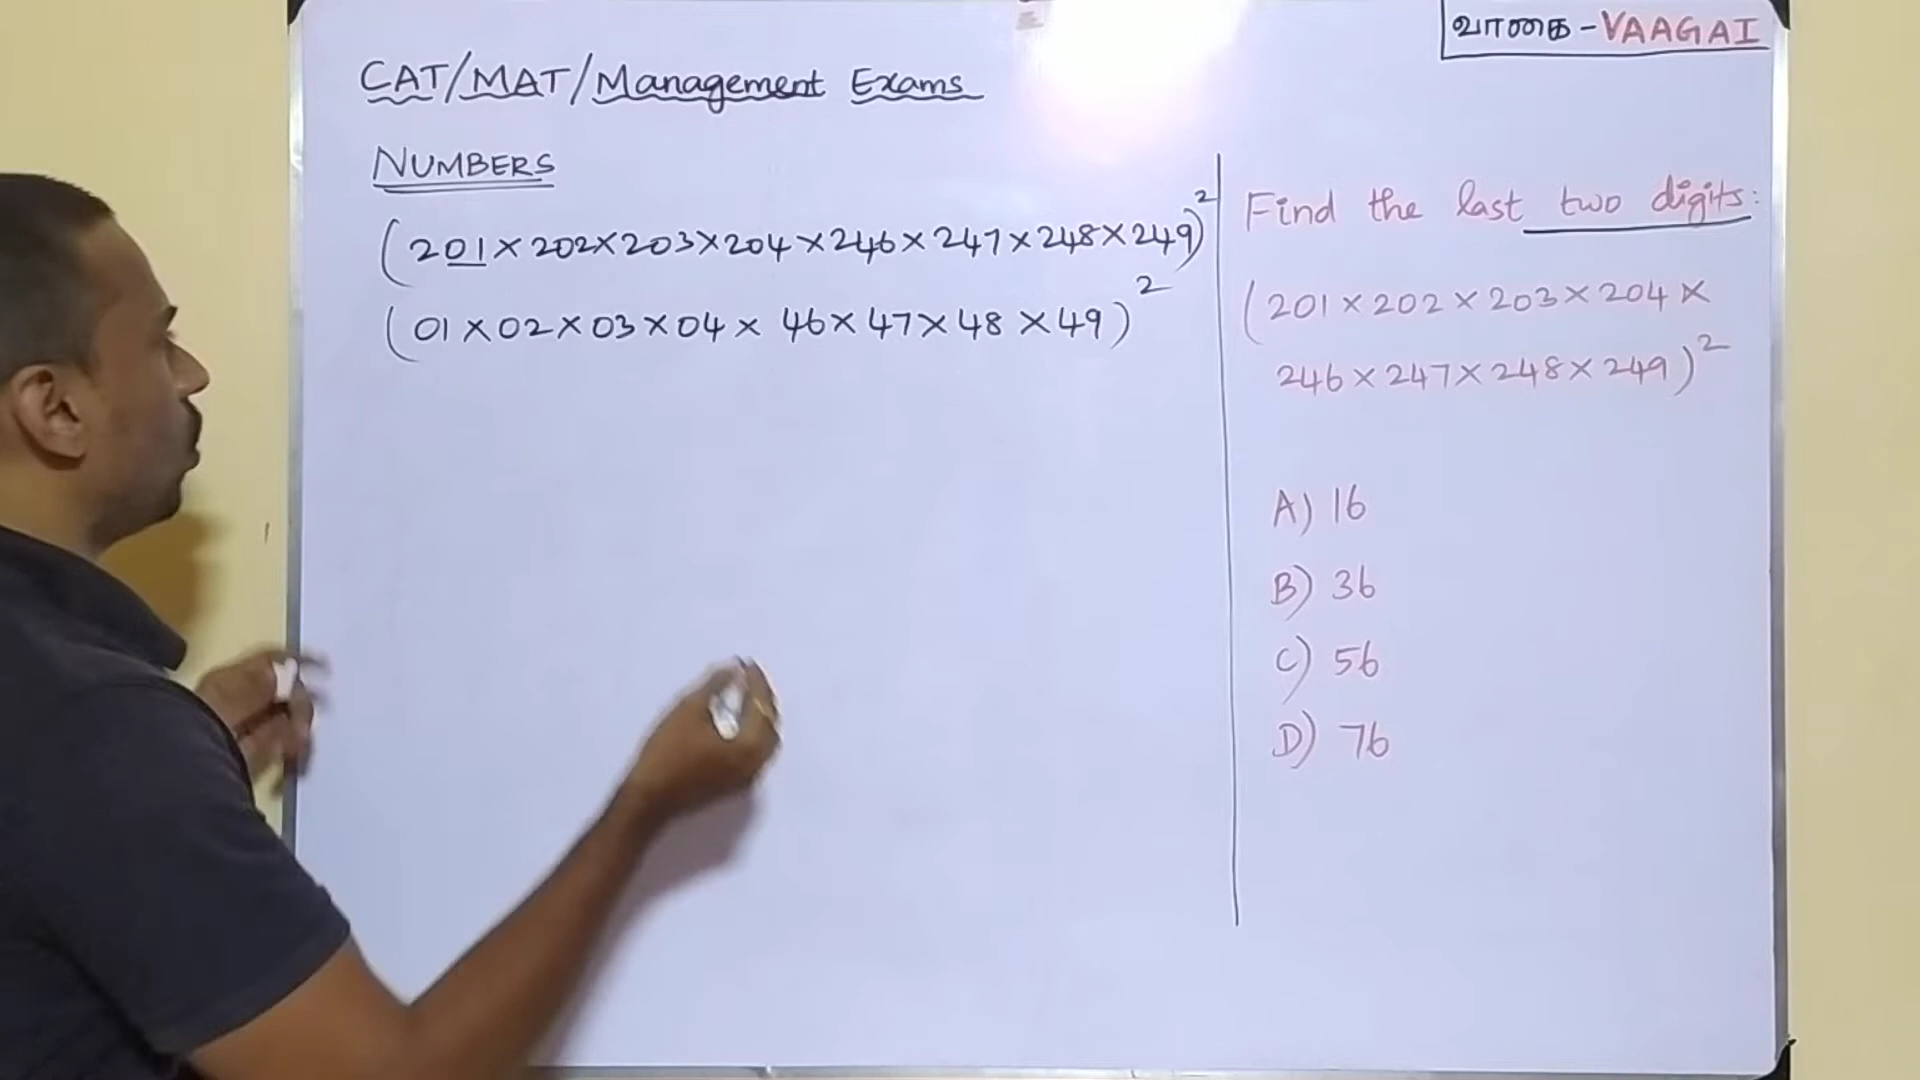 வாகை - VAAGAI
CAT/MAT/Management Exams
NUMBERS
(201×202×203×204×246×247×248×249)²
(01×02×03×04× 46×47×48×49)²
Find the last two digits:
(201×202×203×204×
246×247×248×249)²
A) 16
B) 36
C) 56
D) 76